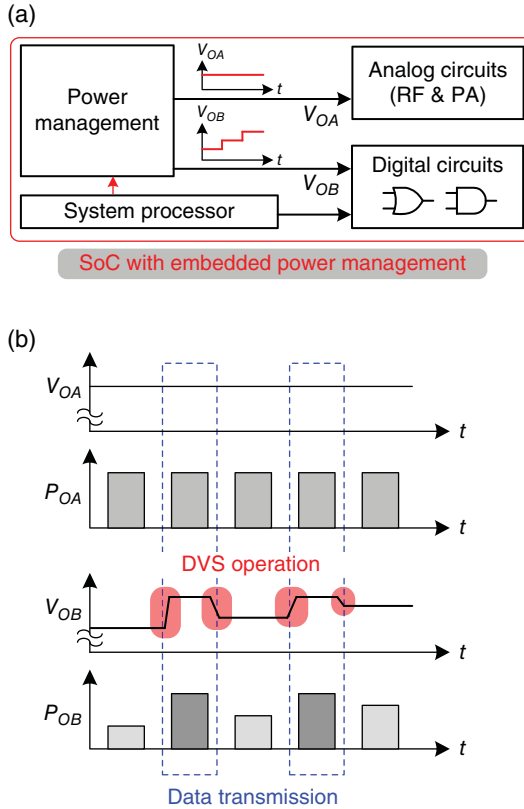 (a)
V_OA
t
Power
management
V_OA
Analog circuits
(RF & PA)
V_OB
t
V_OB
Digital circuits
System processor
SoC with embedded power management
(b)
V_OA
t
P_OA
t
DVS operation
V_OB
t
P_OB
t
Data transmission